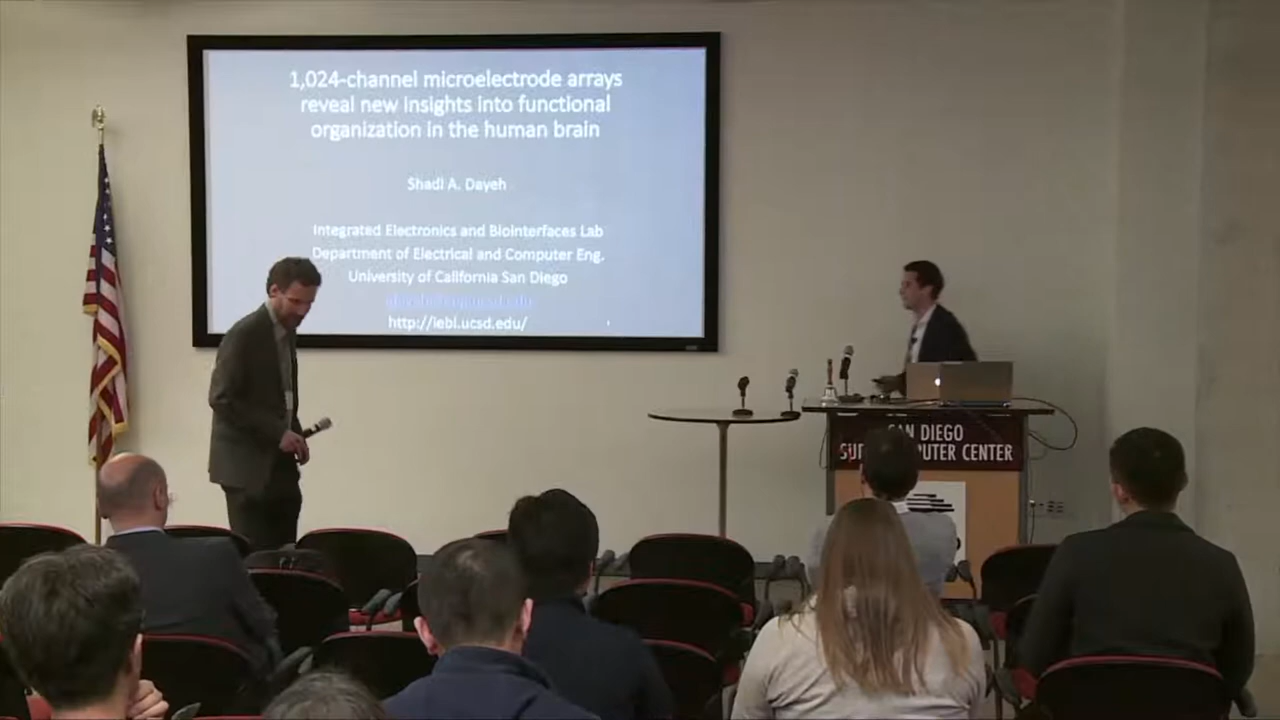 1,024-channel microelectrode arrays
reveal new insights into functional
organization in the human brain
Shadi A. Dayeh
Integrated Electronics and BioInterfaces Lab
Department of Electrical and Computer Eng.
University of California San Diego
http://iebl.ucsd.edu/
SAN DIEGO
CENTER